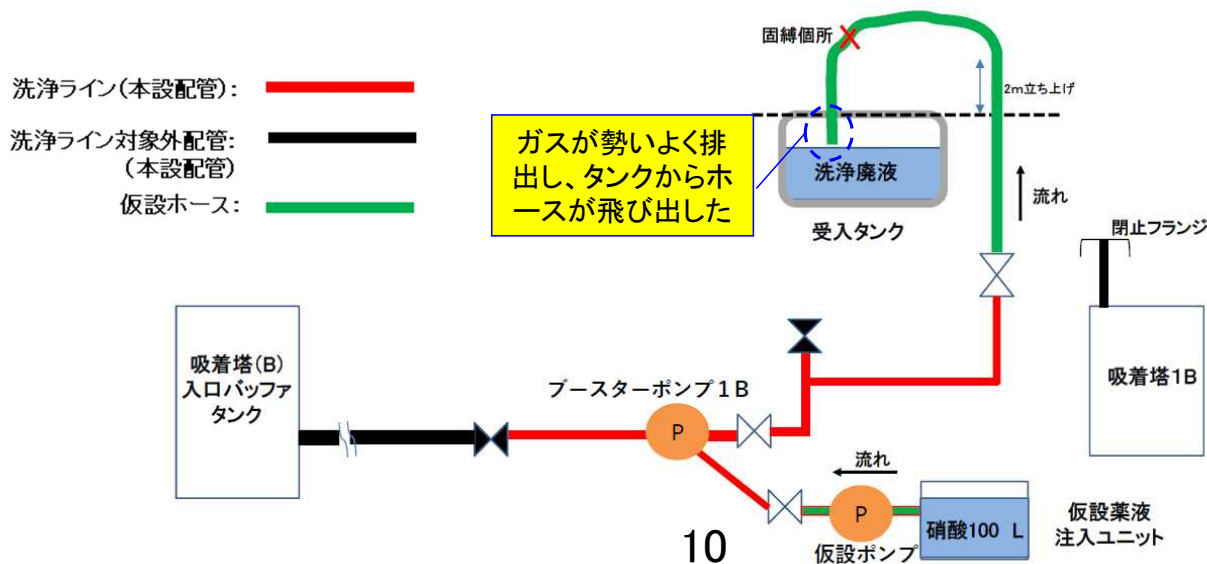 固縛個所
洗浄ライン(本設配管):
洗浄ライン対象外配管:
(本設配管)
仮設ホース:
2m立ち上げ
ガスが勢いよく排
出し、タンクからホ
ースが飛び出した
洗浄廃液
受入タンク
流れ
閉止フランジ
吸着塔(B)
入口バッファ
タンク
ブースターポンプ1B
P
吸着塔1B
流れ
P
仮設ポンプ
硝酸100 L
仮設薬液
注入ユニット
10